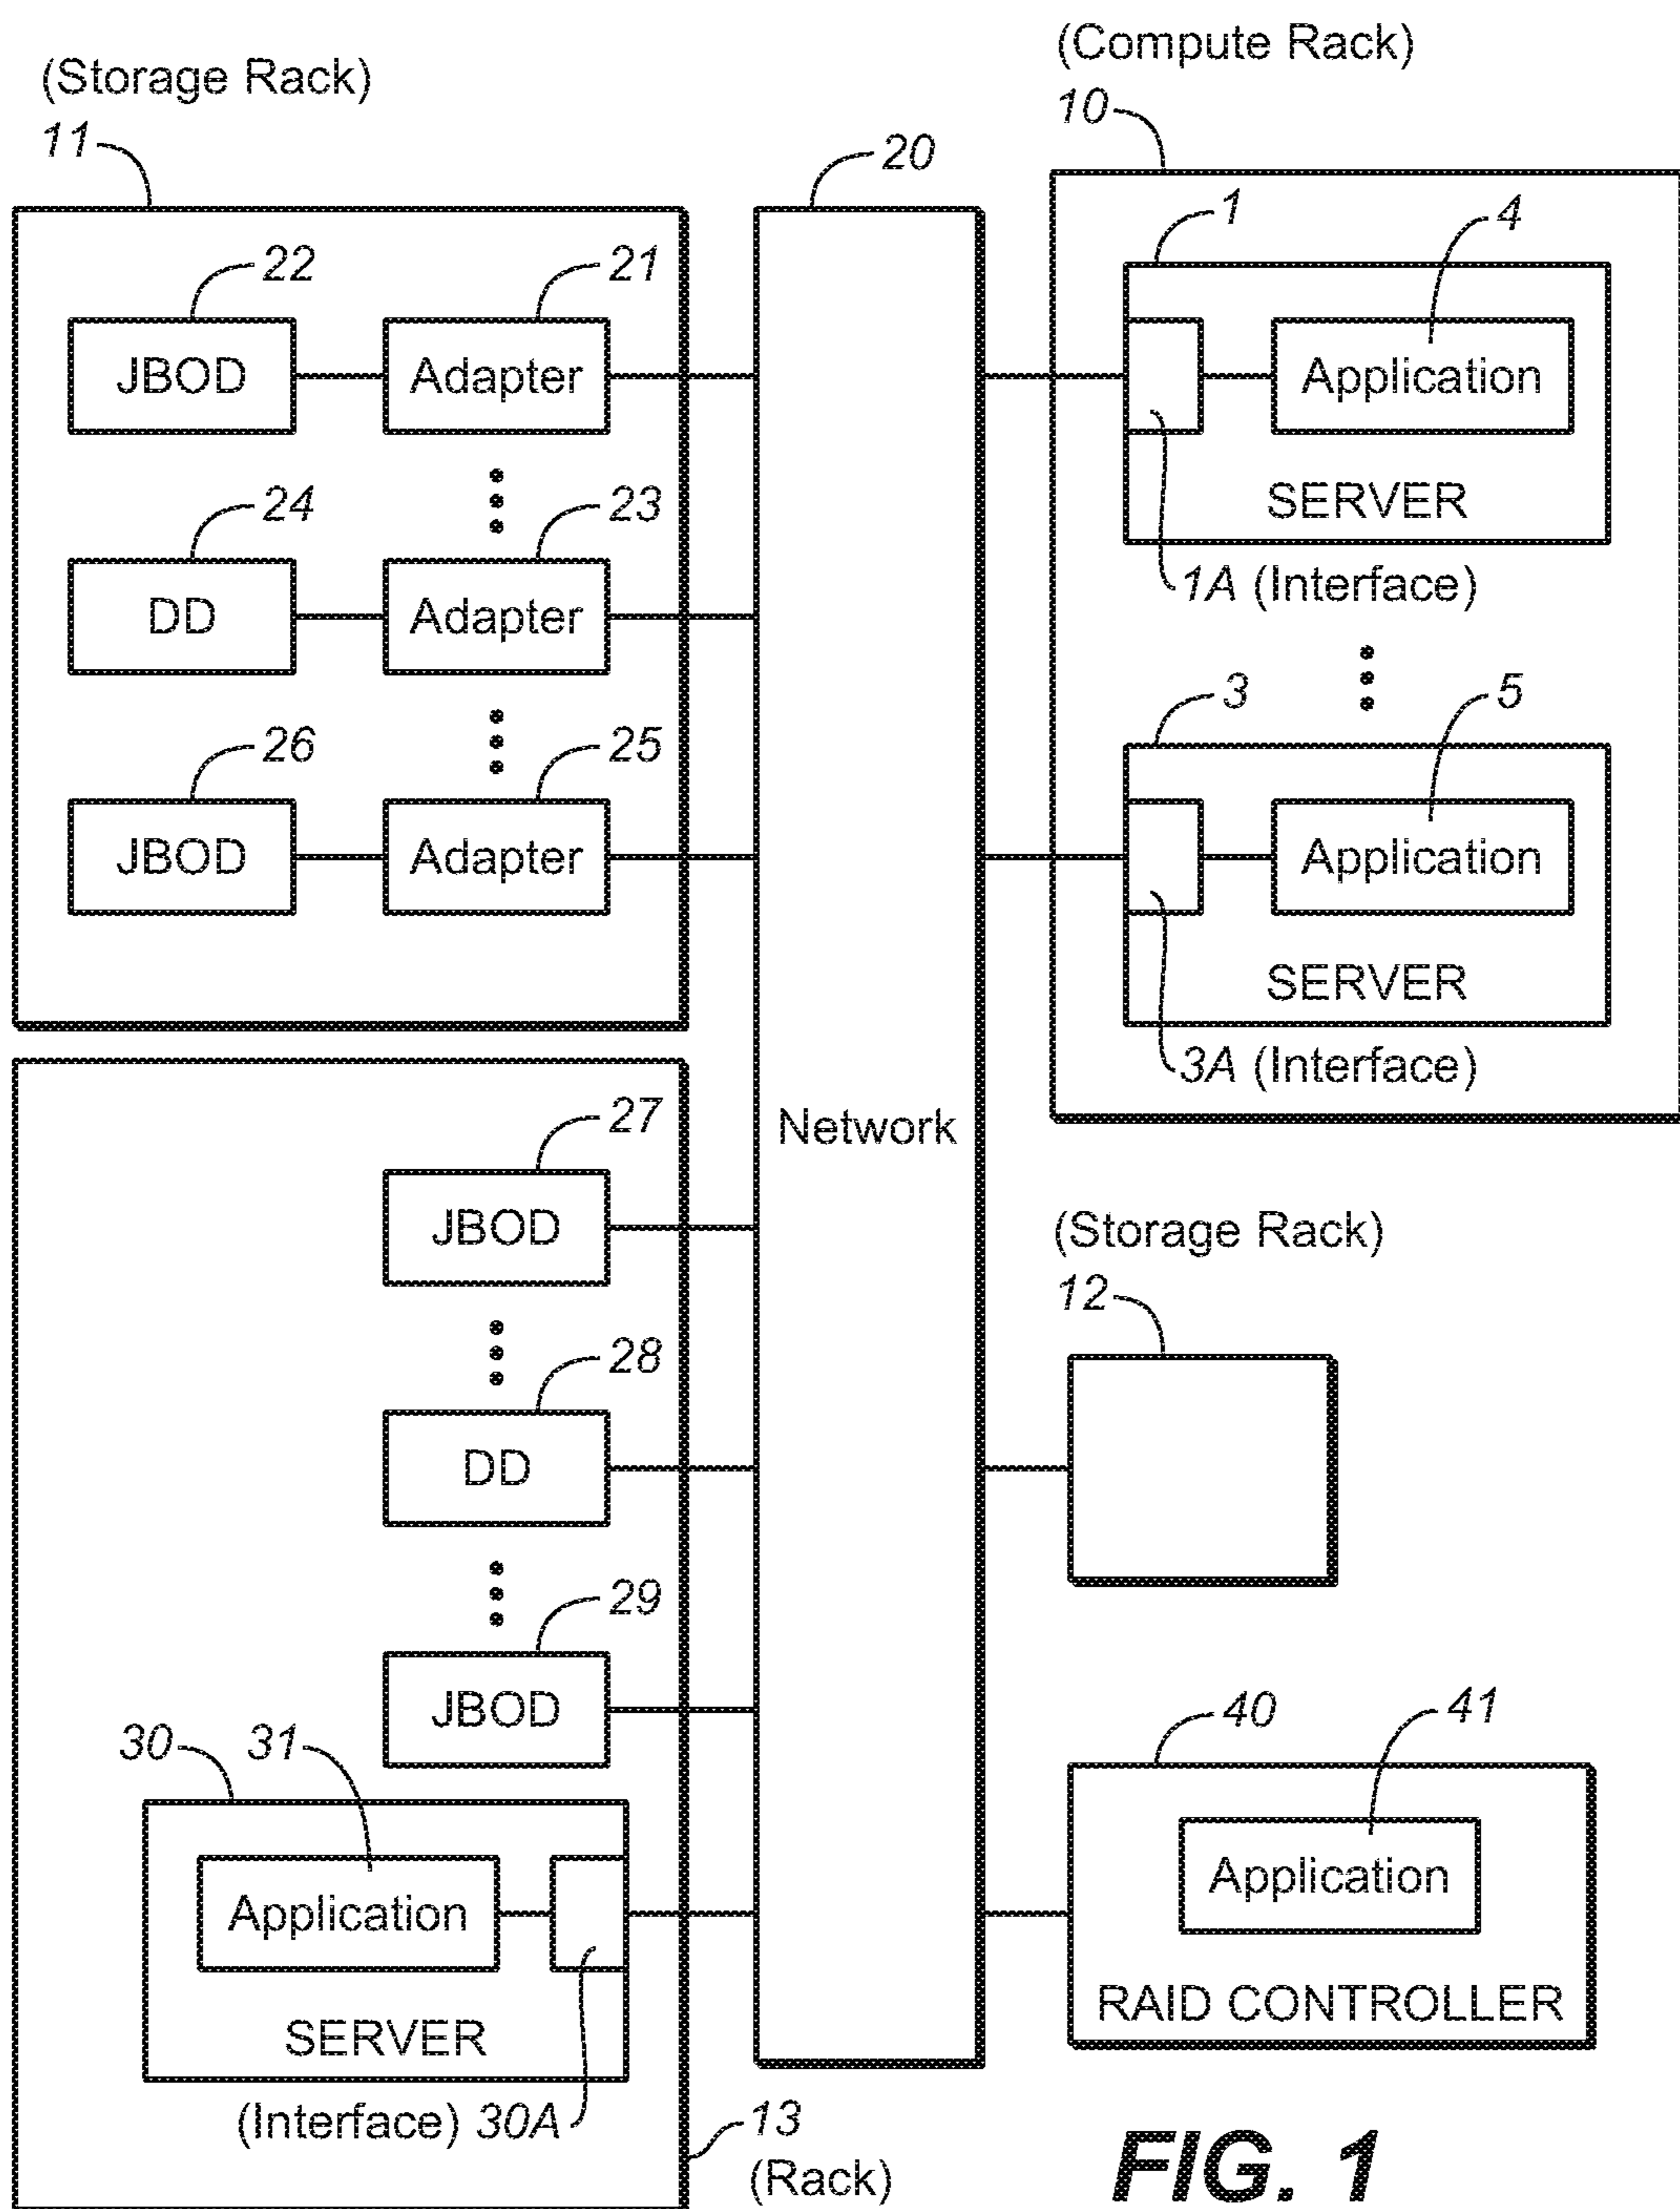 (Storage Rack)
11
22
21
JBOD
Adapter
24
23
DD
Adapter
26
25
JBOD
Adapter
20
Network
(Compute Rack)
10
1
4
Application
SERVER
1A (Interface)
3
5
Application
SERVER
3A (Interface)
27
JBOD
28
DD
29
JBOD
30
31
Application
SERVER
(Interface) 30A
13
(Rack)
(Storage Rack)
12
40
41
Application
RAID CONTROLLER
FIG. 1